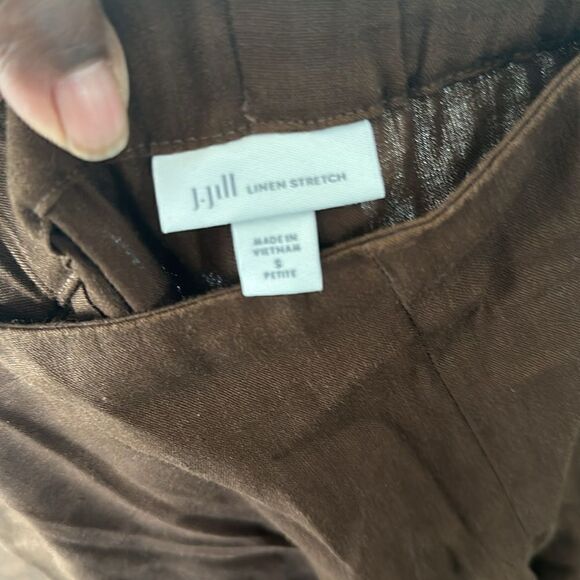 J.Jill LINEN STRETCH
MADE IN
VIETNAM
S
PETITE